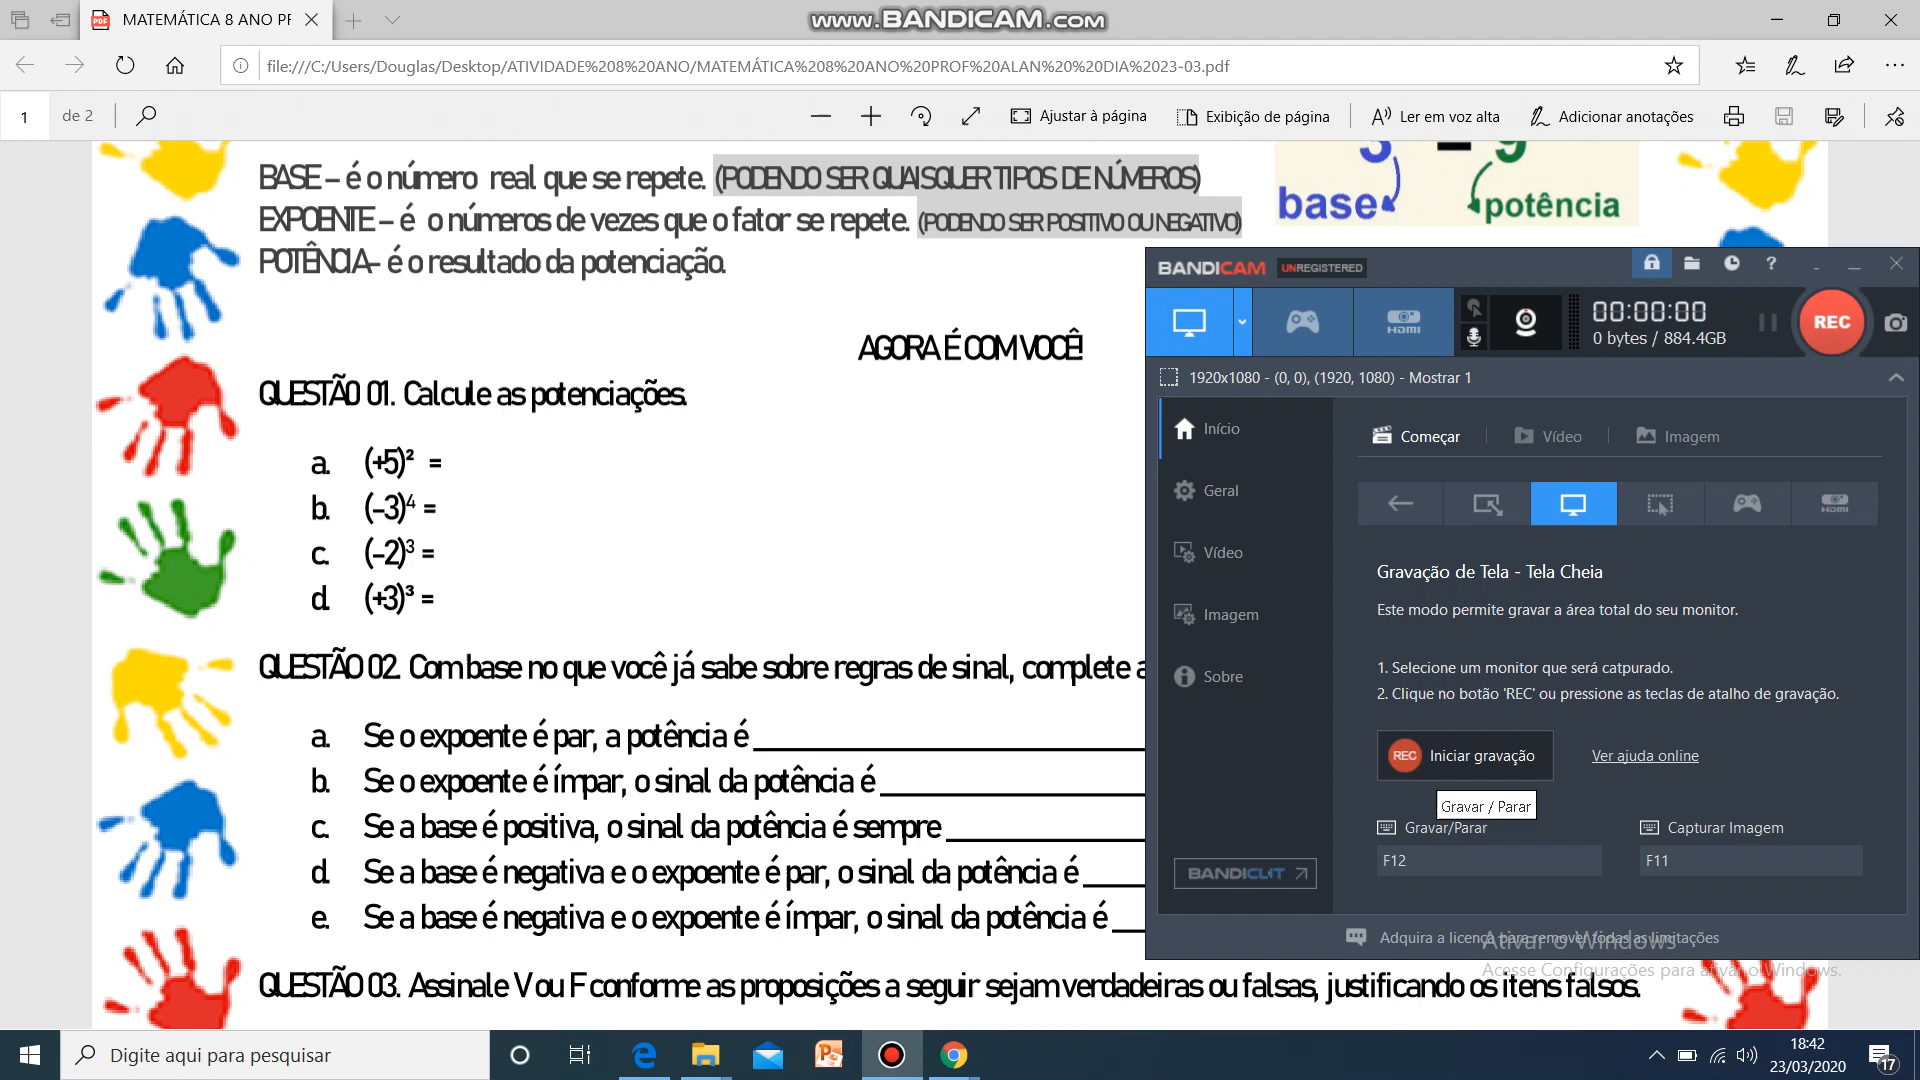 MATEMÁTICA 8 ANO PF
www.BANDICAM.com
file:///C:/Users/Douglas/Desktop/ATIVIDADE%208%20ANO/MATEMÁTICA%208%20ANO%20PROF%20ALAN%20%20DIA%2023-03.pdf
1 de 2
Ajustar à página
Exibição de página
Ler em voz alta
Adicionar anotações
BASE – é o número real que se repete. (PODENDO SER QUAISQUER TIPOS DE NÚMEROS)
EXPOENTE – é o números de vezes que o fator se repete. (PODENDO SER POSITIVO OU NEGATIVO)
POTÊNCIA– é o resultado da potenciação.
3 = 9
base
potência
AGORA É COM VOCÊ!
QUESTÃO 01. Calcule as potenciações.
a. (+5)² =
b. (–3)⁴ =
c. (–2)³ =
d. (+3)³ =
QUESTÃO 02. Com base no que você já sabe sobre regras de sinal, complete a
a. Se o expoente é par, a potência é
b. Se o expoente é ímpar, o sinal da potência é
c. Se a base é positiva, o sinal da potência é sempre
d. Se a base é negativa e o expoente é par, o sinal da potência é
e. Se a base é negativa e o expoente é ímpar, o sinal da potência é
QUESTÃO 03. Assinale V ou F conforme as proposições a seguir sejam verdadeiras ou falsas, justificando os itens falsos.
BANDICAM UNREGISTERED
?
HDMI
00:00:00
0 bytes / 884.4GB
REC
1920x1080 - (0, 0), (1920, 1080) - Mostrar 1
Início
Geral
Vídeo
Imagem
Sobre
BANDICUT
Começar
Vídeo
Imagem
HDMI
Gravação de Tela - Tela Cheia
Este modo permite gravar a área total do seu monitor.
1. Selecione um monitor que será catpurado.
2. Clique no botão 'REC' ou pressione as teclas de atalho de gravação.
REC Iniciar gravação
Ver ajuda online
Gravar / Parar
Gravar/Parar
Capturar Imagem
F12
F11
Adquira a licença para remover todas as limitações
Ativar o Windows
Acesse Configurações para ativar o Windows.
Digite aqui para pesquisar
18:42
23/03/2020
17